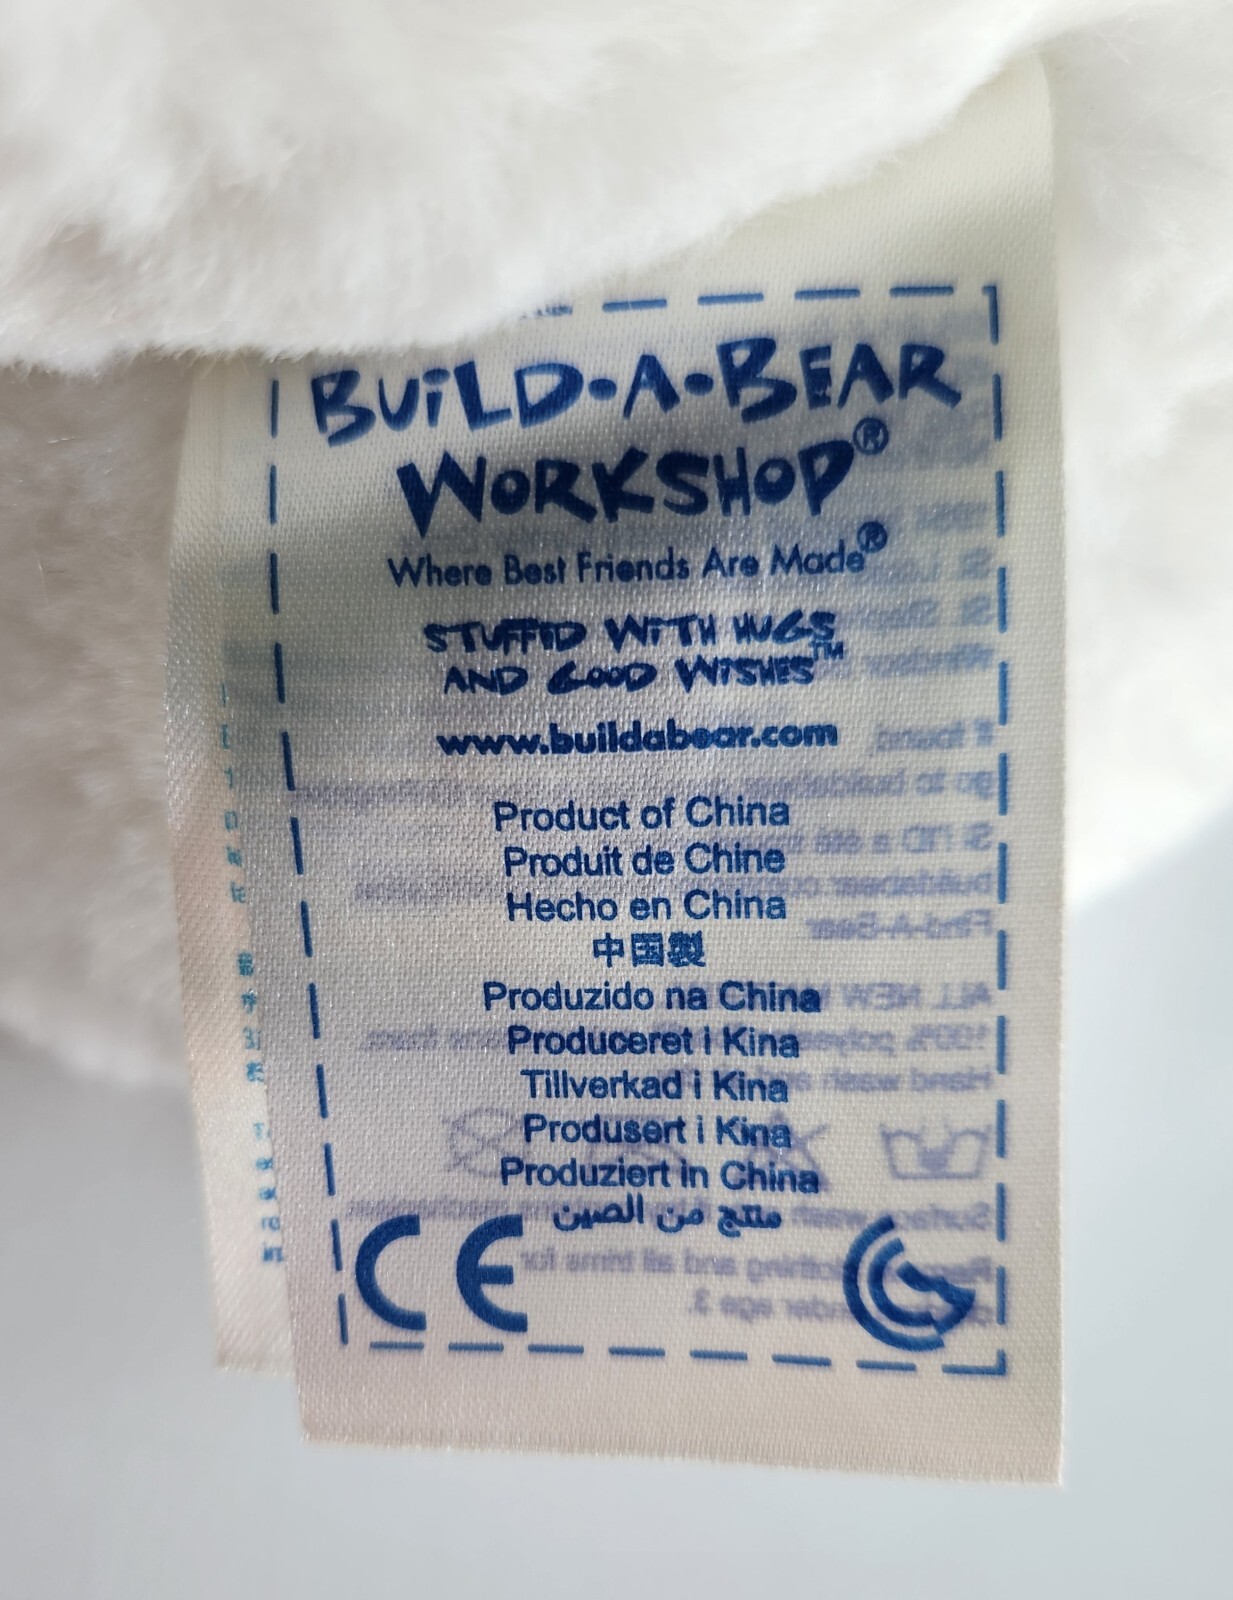 BUILD•A•BEAR
WORKSHOP®
Where Best Friends Are Made®
STUFFED WITH HUGS
AND GOOD WISHES™
www.buildabear.com
Product of China
Produit de Chine
Hecho en China
中国製
Produzido na China
Produceret i Kina
Tillverkad i Kina
Produsert i Kina
Produziert in China
منتج من الصين
CE